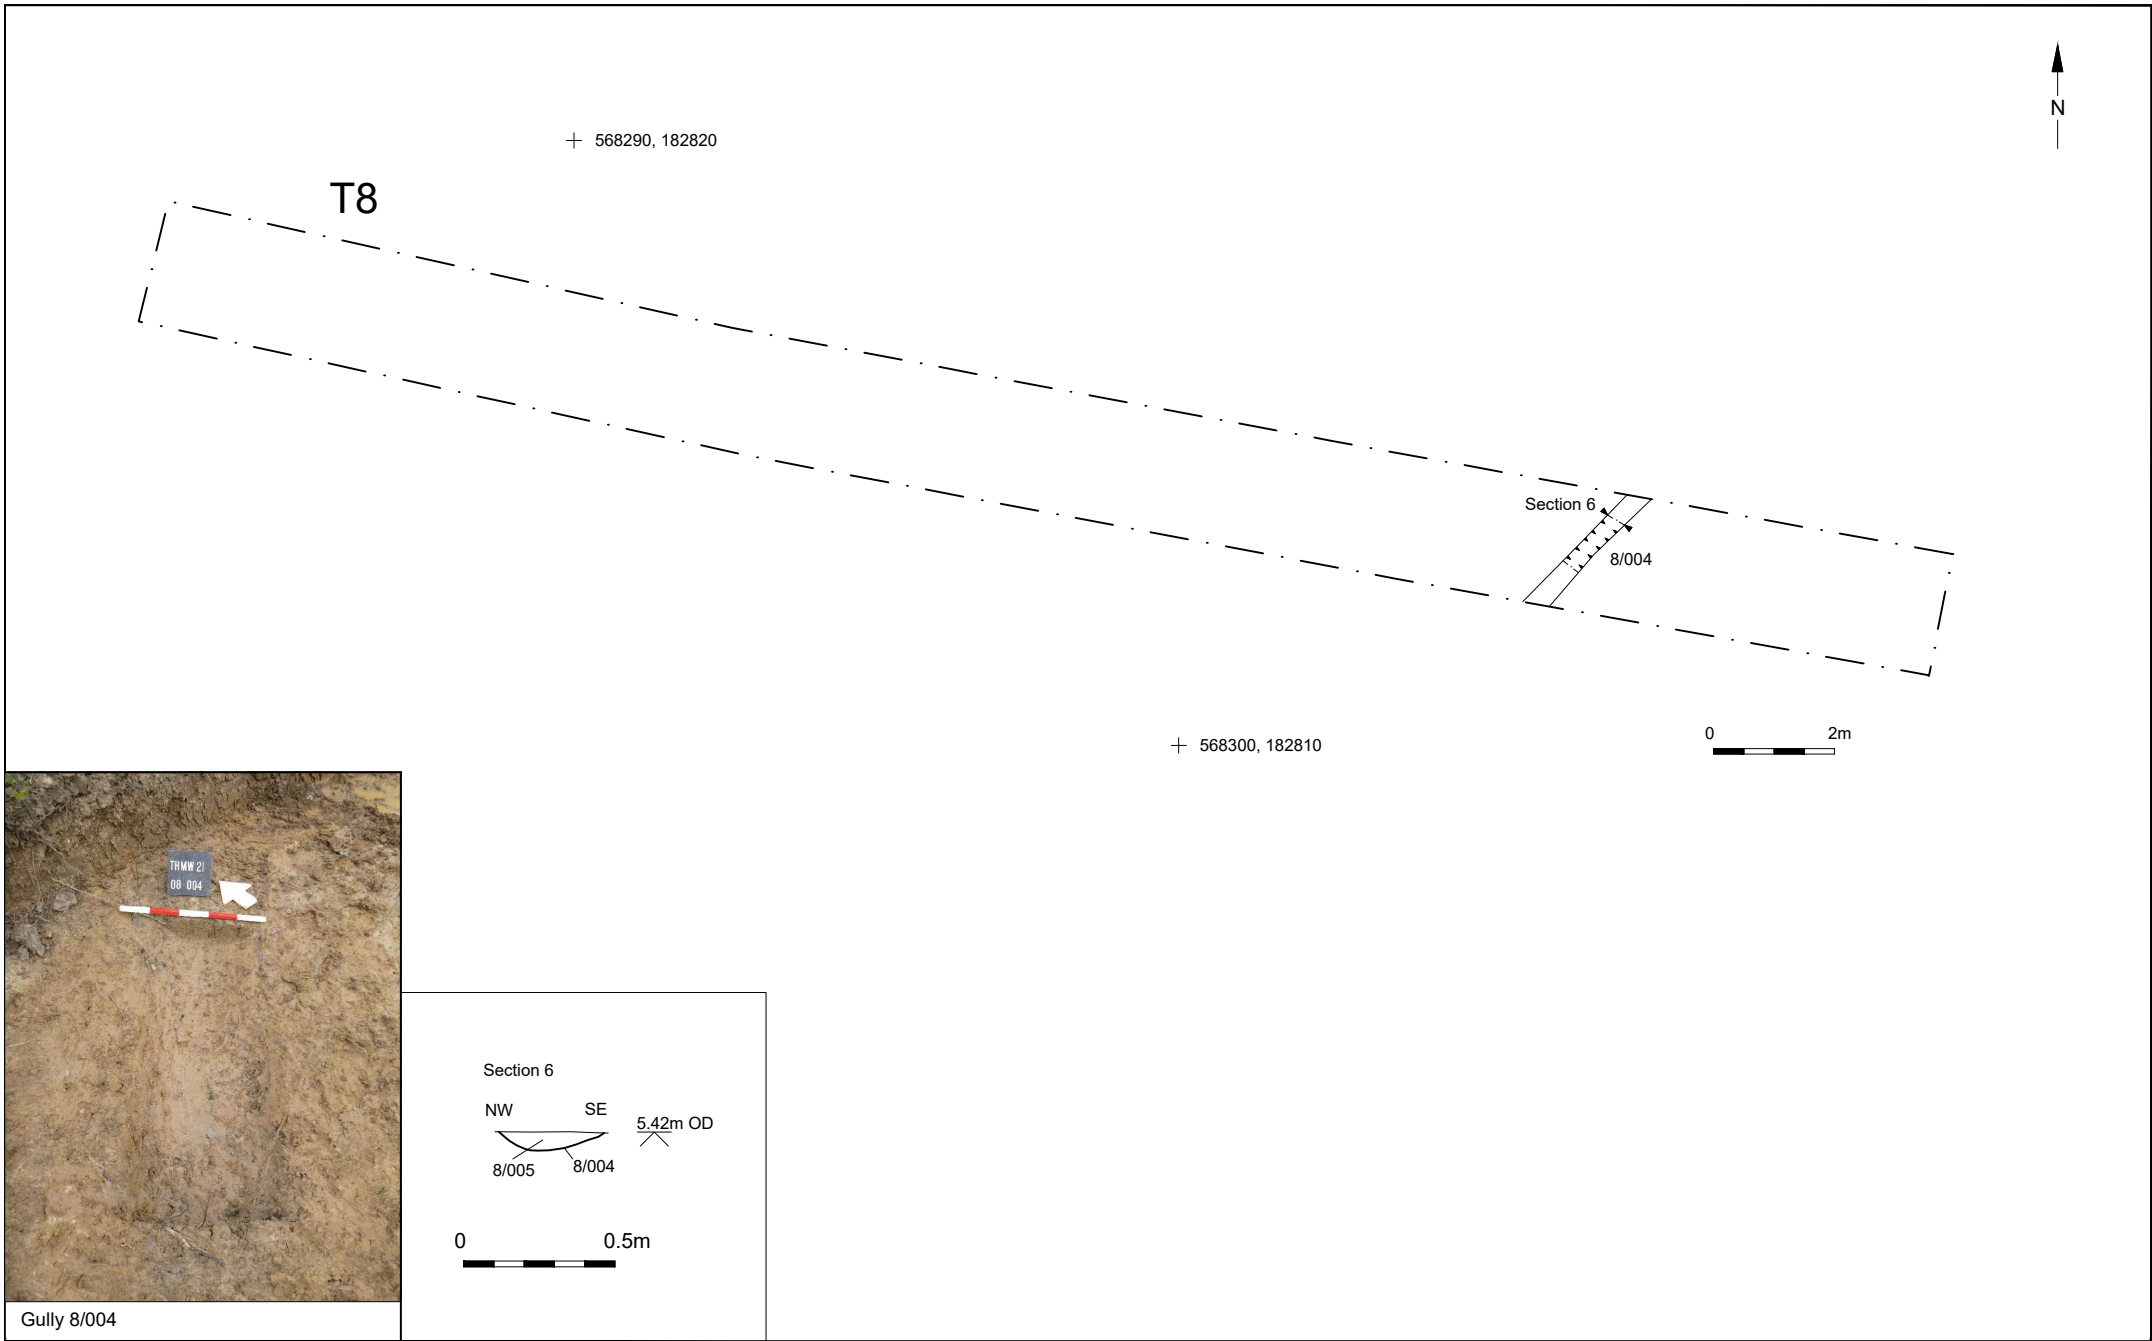 N
568290, 182820
T8
Section 6
8/004
0 2m
568300, 182810
THMW 21
08 004
Section 6
NW SE
5.42m OD
8/005 8/004
0 0.5m
Gully 8/004